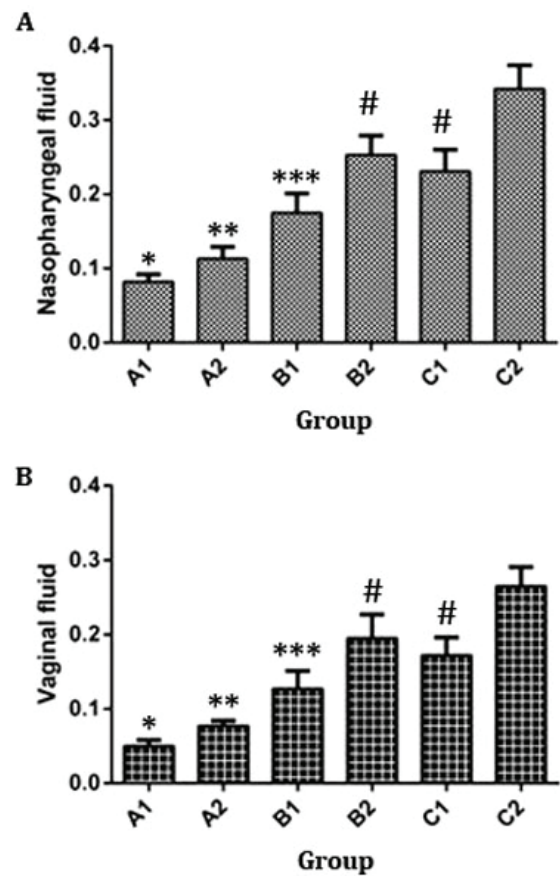 A
Nasopharyngeal fluid
0.4
0.3
0.2
0.1
0.0
*
**
***
#
#
A1
A2
B1
B2
C1
C2
Group
B
Vaginal fluid
0.4
0.3
0.2
0.1
0.0
*
**
***
#
#
A1
A2
B1
B2
C1
C2
Group